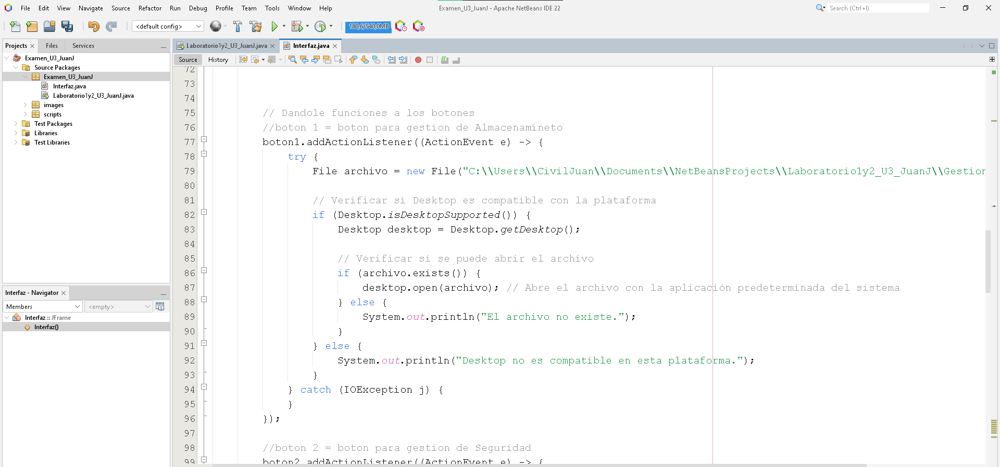 File Edit View Navigate Source Refactor Run Debug Profile Team Tools Window Help
Examen_U3_JuanJ - Apache NetBeans IDE 22
Search (Ctrl+I)
<default config>
180,6/540,0MB
Projects
Files
Services
Examen_U3_JuanJ
Source Packages
Examen_U3_JuanJ
Interfaz.java
Laboratorio1y2_U3_JuanJ.java
images
scripts
Test Packages
Libraries
Test Libraries
Interfaz - Navigator
Members
<empty>
Interfaz :: JFrame
Interfaz()
Laboratorio1y2_U3_JuanJ.java
Interfaz.java
Source
History
72
73
74
75 // Dandole funciones a los botones
76 //boton 1 = boton para gestion de Almacenamineto
77 boton1.addActionListener((ActionEvent e) -> {
78 try {
79 File archivo = new File("C:\\Users\\CivilJuan\\Documents\\NetBeansProjects\\Laboratorio1y2_U3_JuanJ\\Gestion
80
81 // Verificar si Desktop es compatible con la plataforma
82 if (Desktop.isDesktopSupported()) {
83 Desktop desktop = Desktop.getDesktop();
84
85 // Verificar si se puede abrir el archivo
86 if (archivo.exists()) {
87 desktop.open(archivo); // Abre el archivo con la aplicación predeterminada del sistema
88 } else {
89 System.out.println("El archivo no existe.");
90 }
91 } else {
92 System.out.println("Desktop no es compatible en esta plataforma.");
93 }
94 } catch (IOException j) {
95 }
96 });
97
98 //boton 2 = boton para gestion de Seguridad
99 boton2.addActionListener((ActionEvent e) -> {